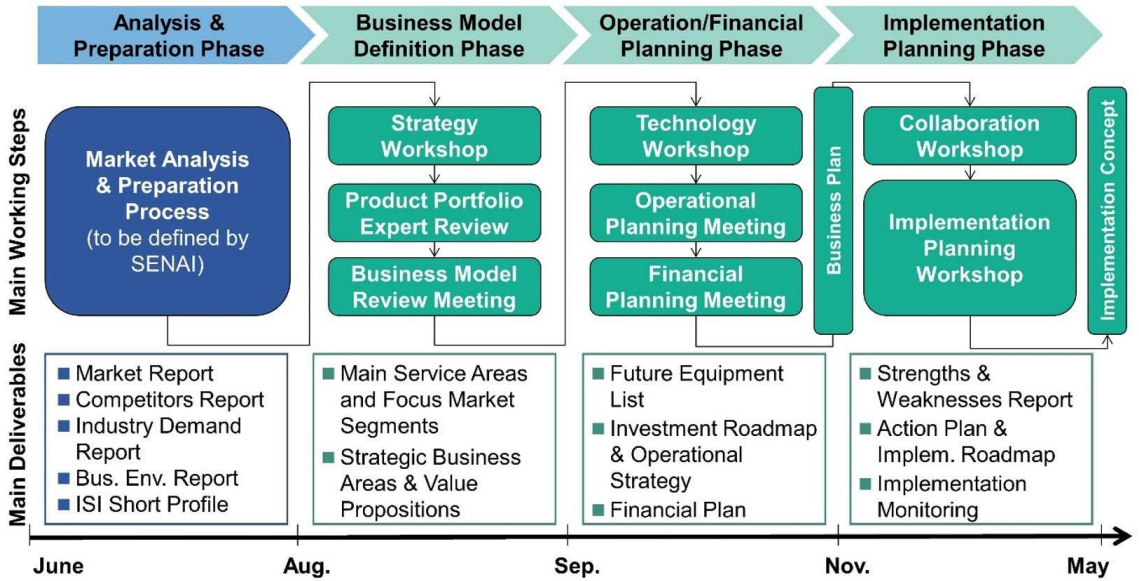 Analysis &
Preparation Phase
Business Model
Definition Phase
Operation/Financial
Planning Phase
Implementation
Planning Phase
Main Working Steps
Market Analysis
& Preparation
Process
(to be defined by
SENAI)
Strategy
Workshop
Product Portfolio
Expert Review
Business Model
Review Meeting
Technology
Workshop
Operational
Planning Meeting
Financial
Planning Meeting
Business Plan
Collaboration
Workshop
Implementation
Planning
Workshop
Implementation Concept
Main Deliverables
Market Report
Competitors Report
Industry Demand
Report
Bus. Env. Report
ISI Short Profile
Main Service Areas
and Focus Market
Segments
Strategic Business
Areas & Value
Propositions
Future Equipment
List
Investment Roadmap
& Operational
Strategy
Financial Plan
Strengths &
Weaknesses Report
Action Plan &
Implem. Roadmap
Implementation
Monitoring
June
Aug.
Sep.
Nov.
May